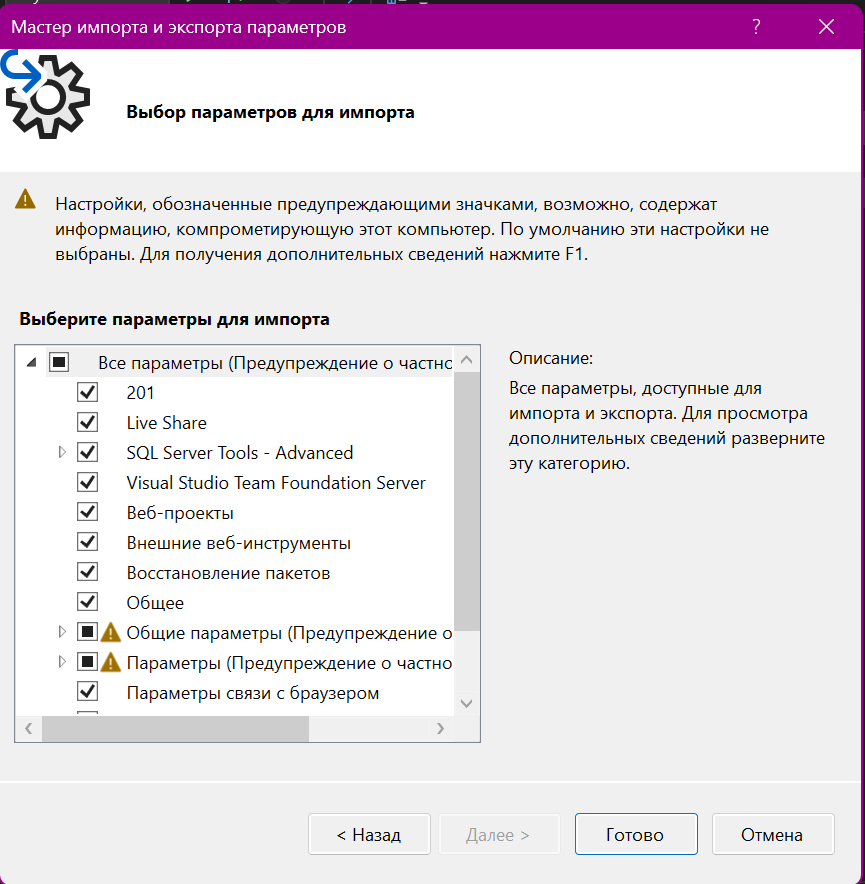 Мастер импорта и экспорта параметров
?
Выбор параметров для импорта
Настройки, обозначенные предупреждающими значками, возможно, содержат
информацию, компрометирующую этот компьютер. По умолчанию эти настройки не
выбраны. Для получения дополнительных сведений нажмите F1.
Выберите параметры для импорта
Все параметры (Предупреждение о частно
201
Live Share
SQL Server Tools - Advanced
Visual Studio Team Foundation Server
Веб-проекты
Внешние веб-инструменты
Восстановление пакетов
Общее
Общие параметры (Предупреждение о
Параметры (Предупреждение о частно
Параметры связи с браузером
Описание:
Все параметры, доступные для
импорта и экспорта. Для просмотра
дополнительных сведений разверните
эту категорию.
< Назад
Далее >
Готово
Отмена